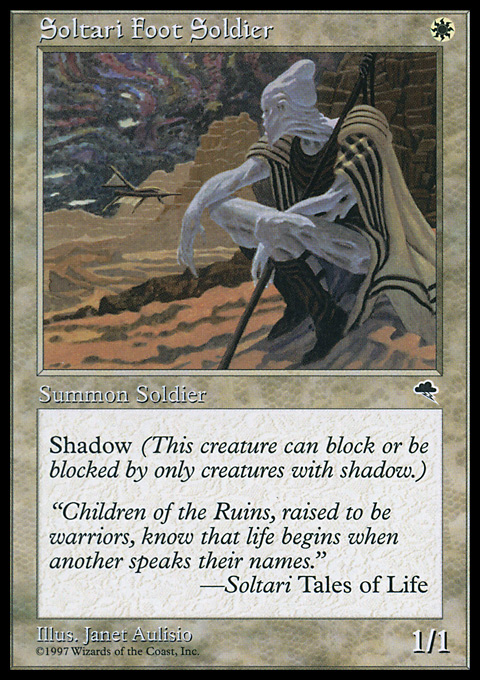 Soltari Foot Soldier
Summon Soldier
Shadow (This creature can block or be
blocked by only creatures with shadow.)
“Children of the Ruins, raised to be
warriors, know that life begins when
another speaks their names.”
—Soltari Tales of Life
Illus. Janet Aulisio
©1997 Wizards of the Coast, Inc.
1/1